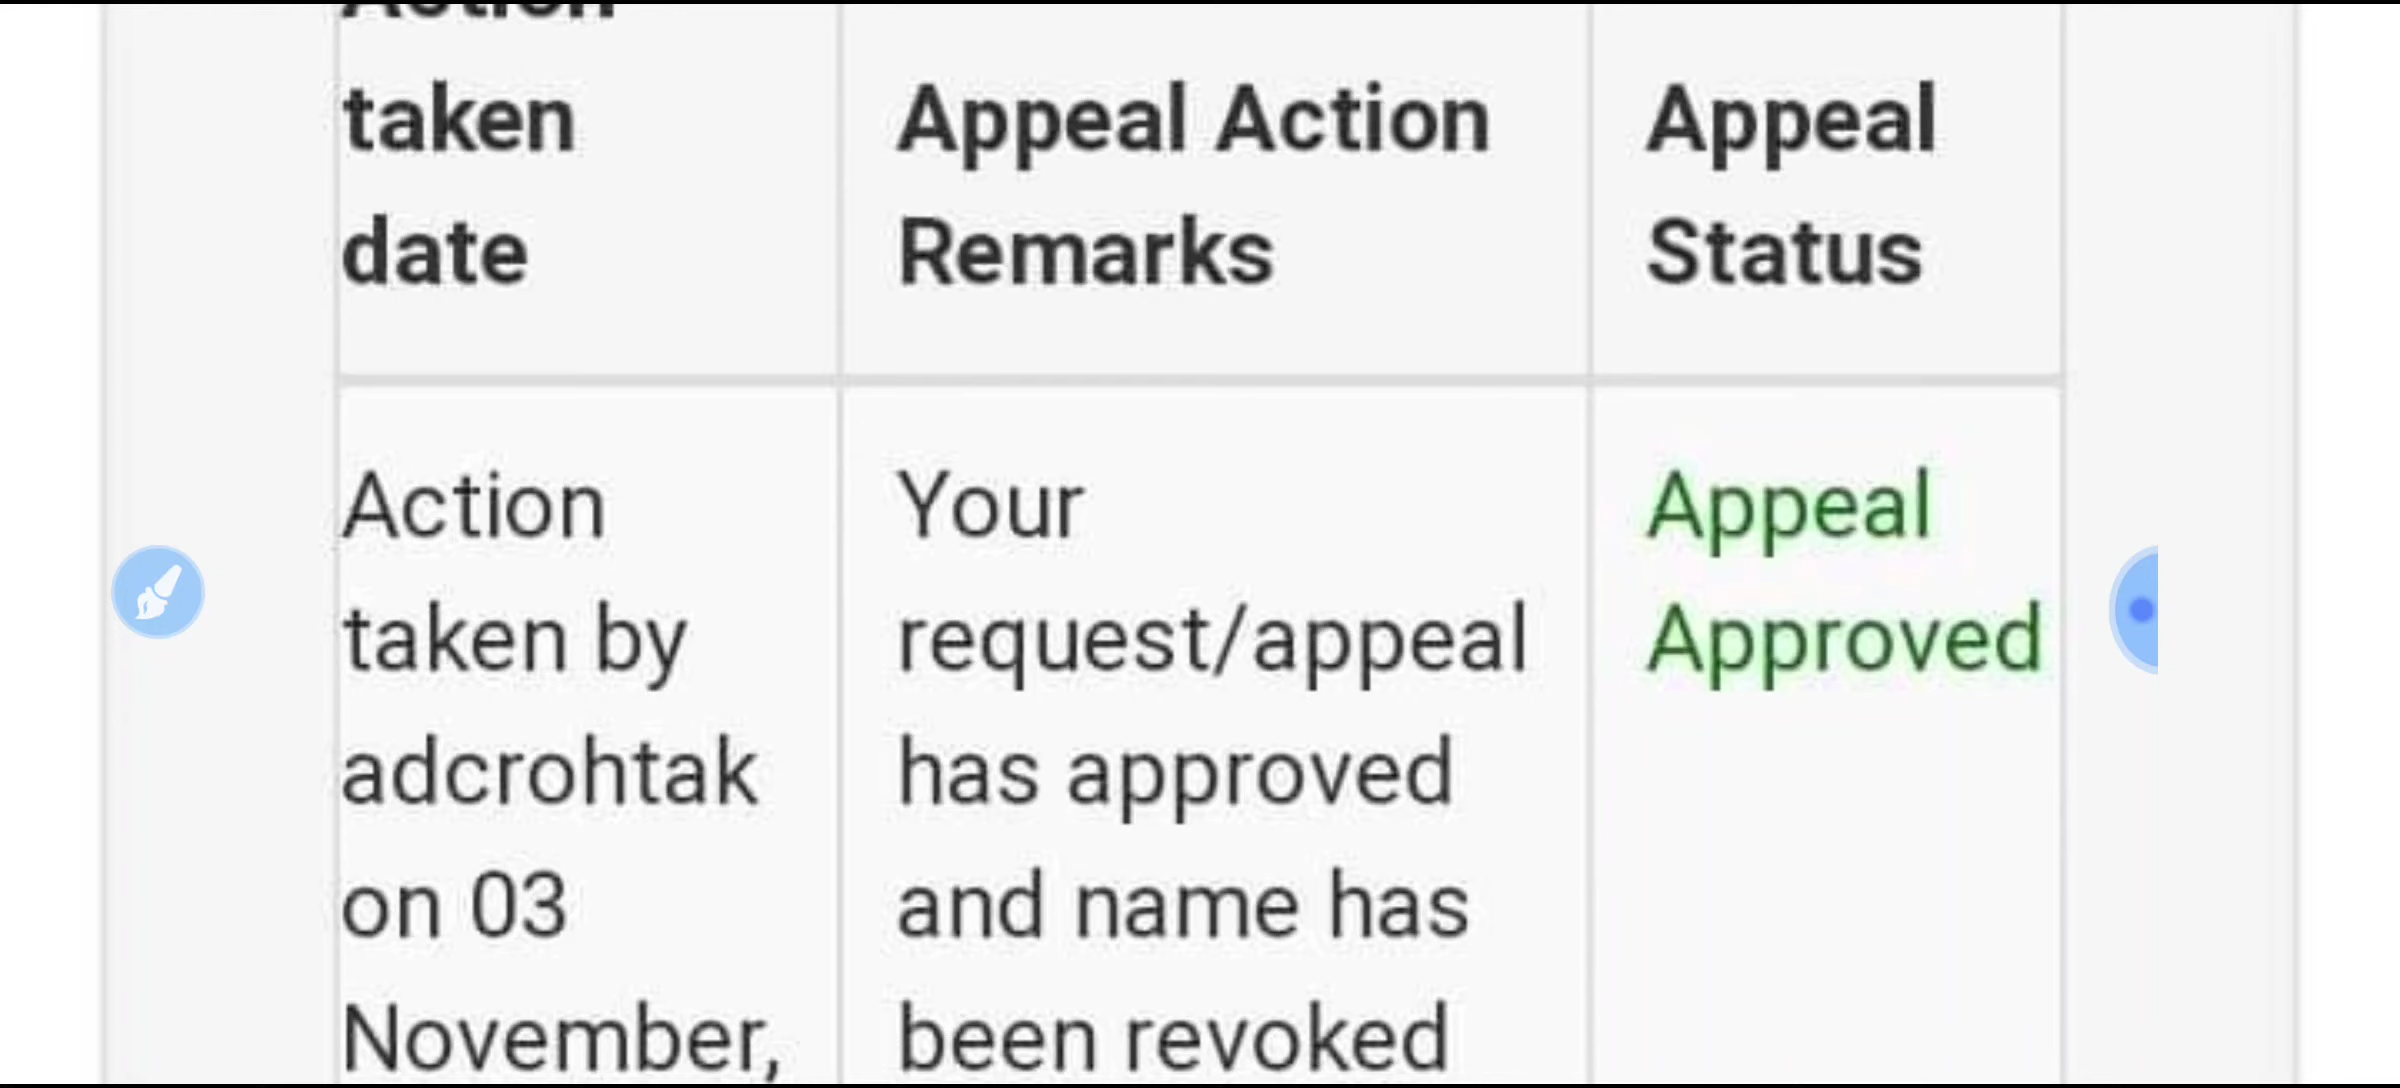 Action
taken
date
Appeal Action
Remarks
Appeal
Status
Action
taken by
adcrohtak
on 03
November,
Your
request/appeal
has approved
and name has
been revoked
Appeal
Approved